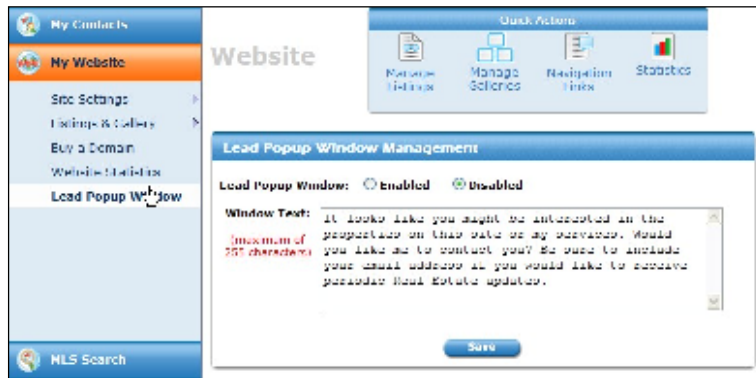 My Contacts
My Website
Site Settings
Listings & Gallery
Buy a Domain
Website Statistics
Lead Popup Window
MLS Search
Website
Quick Actions
Manage
Listings
Manage
Galleries
Navigation
Links
Statistics
Lead Popup Window Management
Lead Popup Window: Enabled Disabled
Window Text:
(maximum of
255 characters)
It looks like you might be interested in the
properties on this site or my services. Would
you like me to contact you? Be sure to include
your email address if you would like to receive
periodic Real Estate updates.
Save